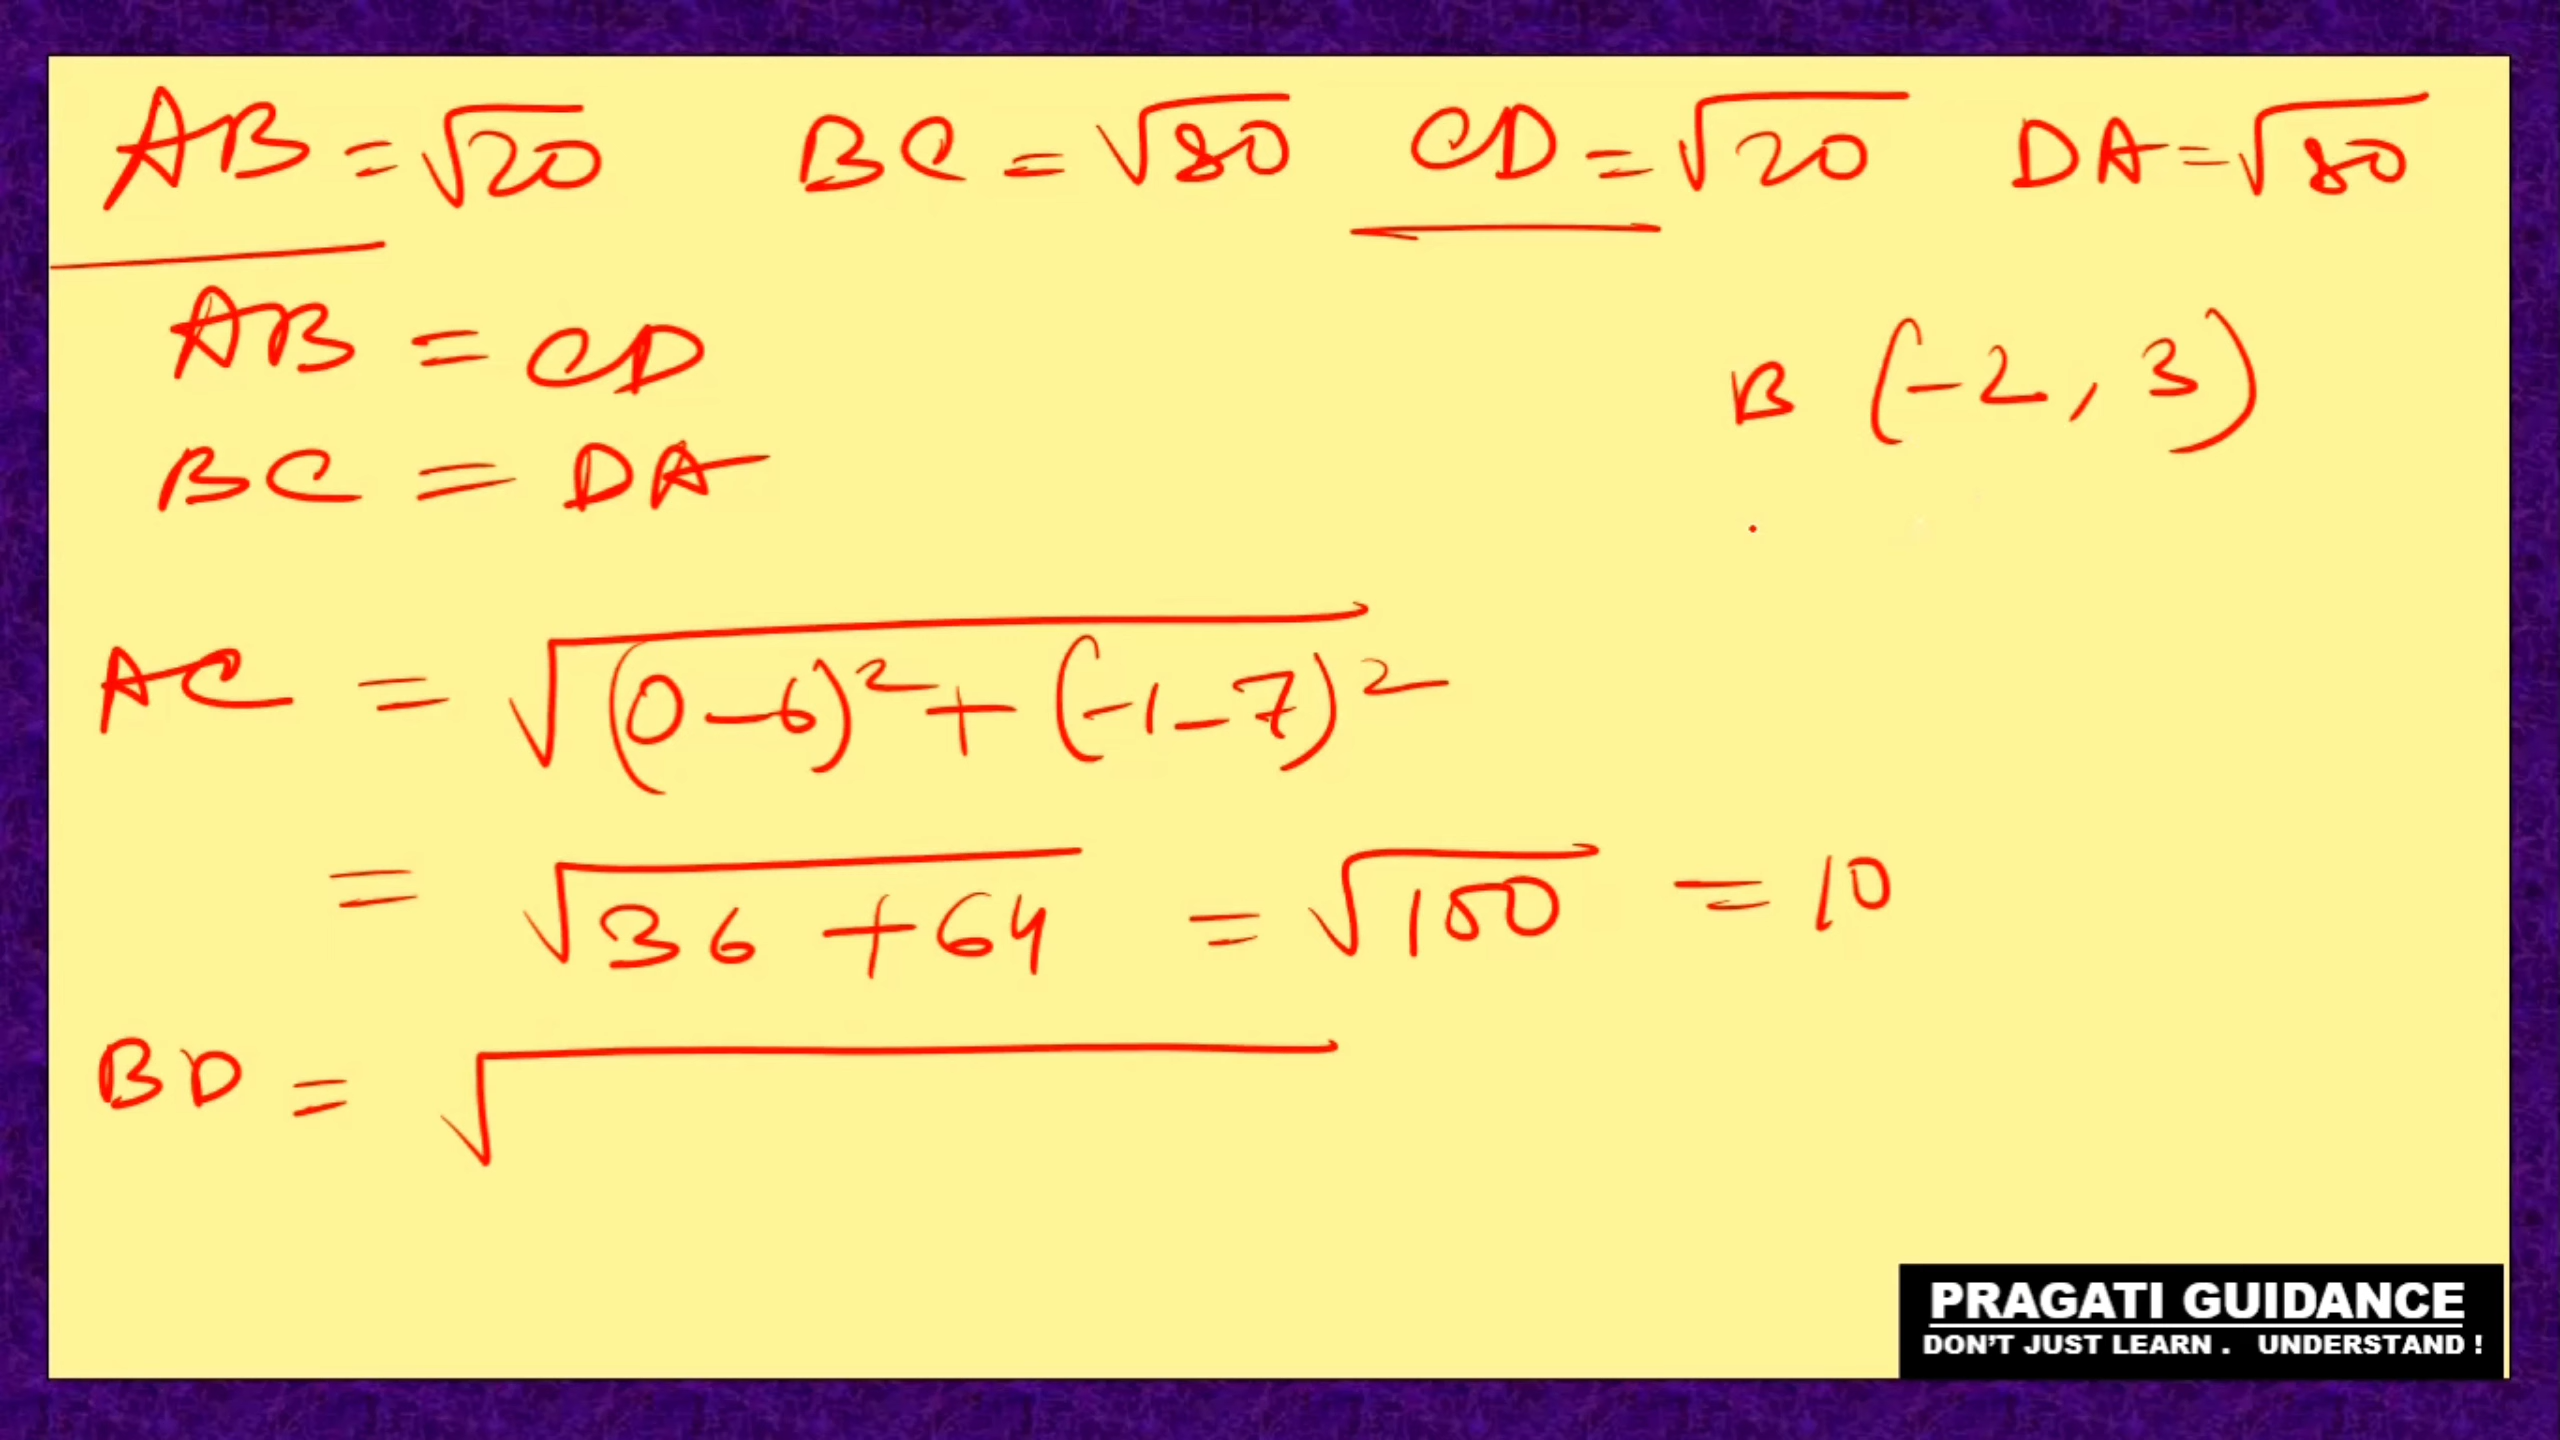 AB = √20 BC = √80 CD = √20 DA = √80
AB = CD
B (-2, 3)
BC = DA
AC = √(0-6)² + (-1-7)²
= √36 + 64 = √100 = 10
BD = √
PRAGATI GUIDANCE
DON'T JUST LEARN . UNDERSTAND !